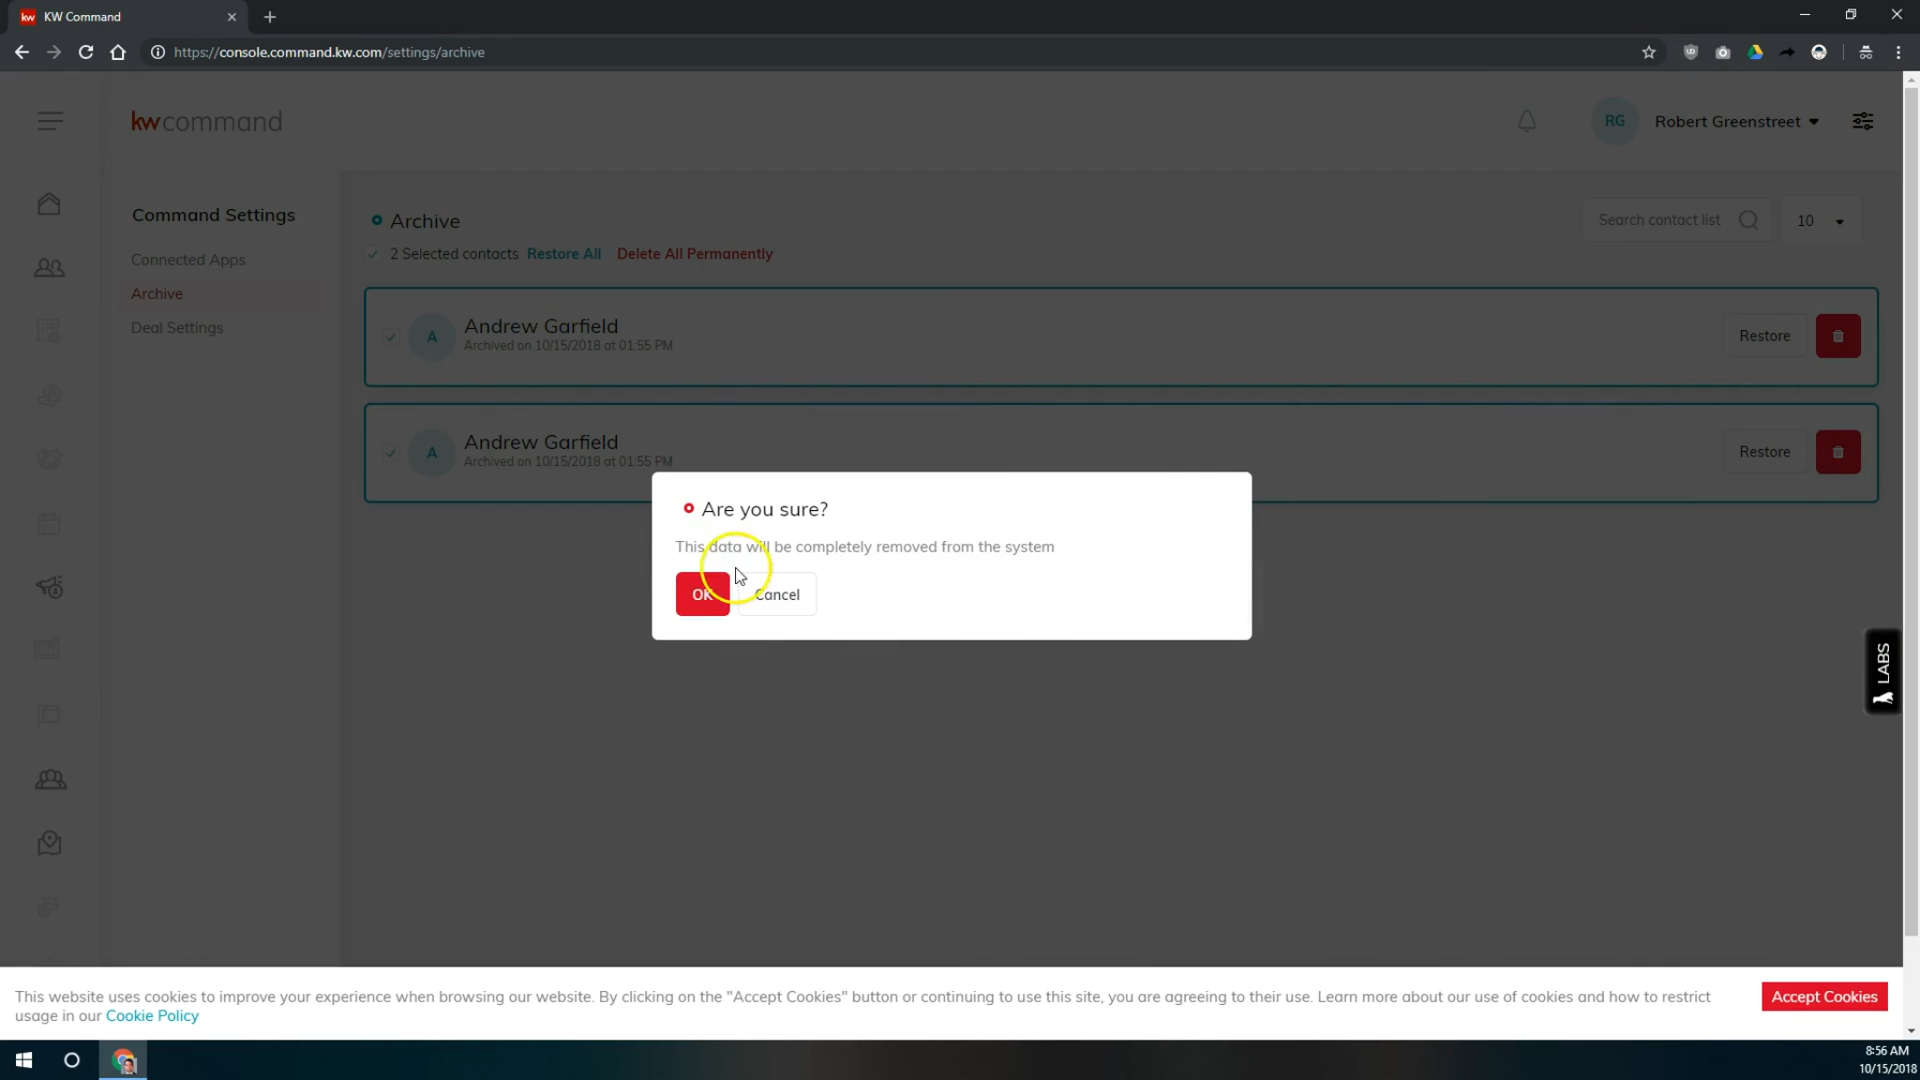 kw KW Command
https://console.command.kw.com/settings/archive
kwcommand
RG Robert Greenstreet
Command Settings
Connected Apps
Archive
Deal Settings
Archive
Search contact list
10
2 Selected contacts Restore All Delete All Permanently
A
Andrew Garfield
Archived on 10/15/2018 at 01:55 PM
Restore
A
Andrew Garfield
Archived on 10/15/2018 at 01:55 PM
Restore
Are you sure?
This data will be completely removed from the system
OK Cancel
LABS
This website uses cookies to improve your experience when browsing our website. By clicking on the "Accept Cookies" button or continuing to use this site, you are agreeing to their use. Learn more about our use of cookies and how to restrict
usage in our Cookie Policy
Accept Cookies
8:56 AM
10/15/2018